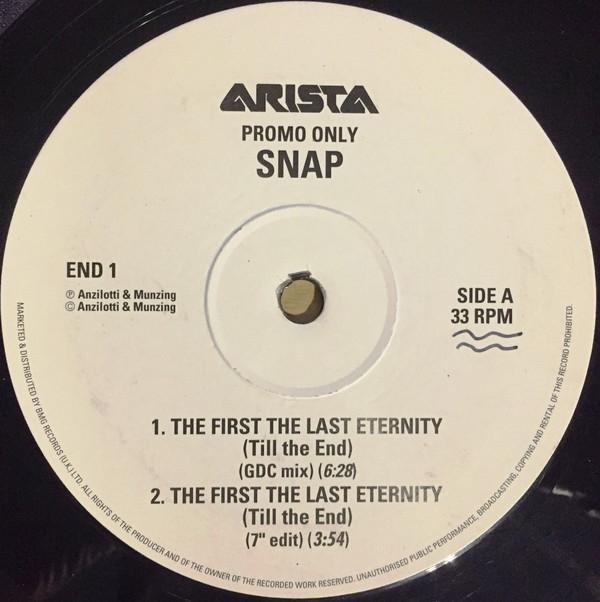 ARISTA
PROMO ONLY
SNAP
END 1
℗ Anzilotti & Munzing
© Anzilotti & Munzing
SIDE A
33 RPM
1. THE FIRST THE LAST ETERNITY
(Till the End)
(GDC mix) (6:28)
2. THE FIRST THE LAST ETERNITY
(Till the End)
(7" edit) (3:54)
MARKETED & DISTRIBUTED BY BMG RECORDS (U.K.) LTD. ALL RIGHTS OF THE PRODUCER AND OF THE OWNER OF THE RECORDED WORK RESERVED. UNAUTHORISED PUBLIC PERFORMANCE, BROADCASTING, COPYING AND RENTAL OF THIS RECORD PROHIBITED.